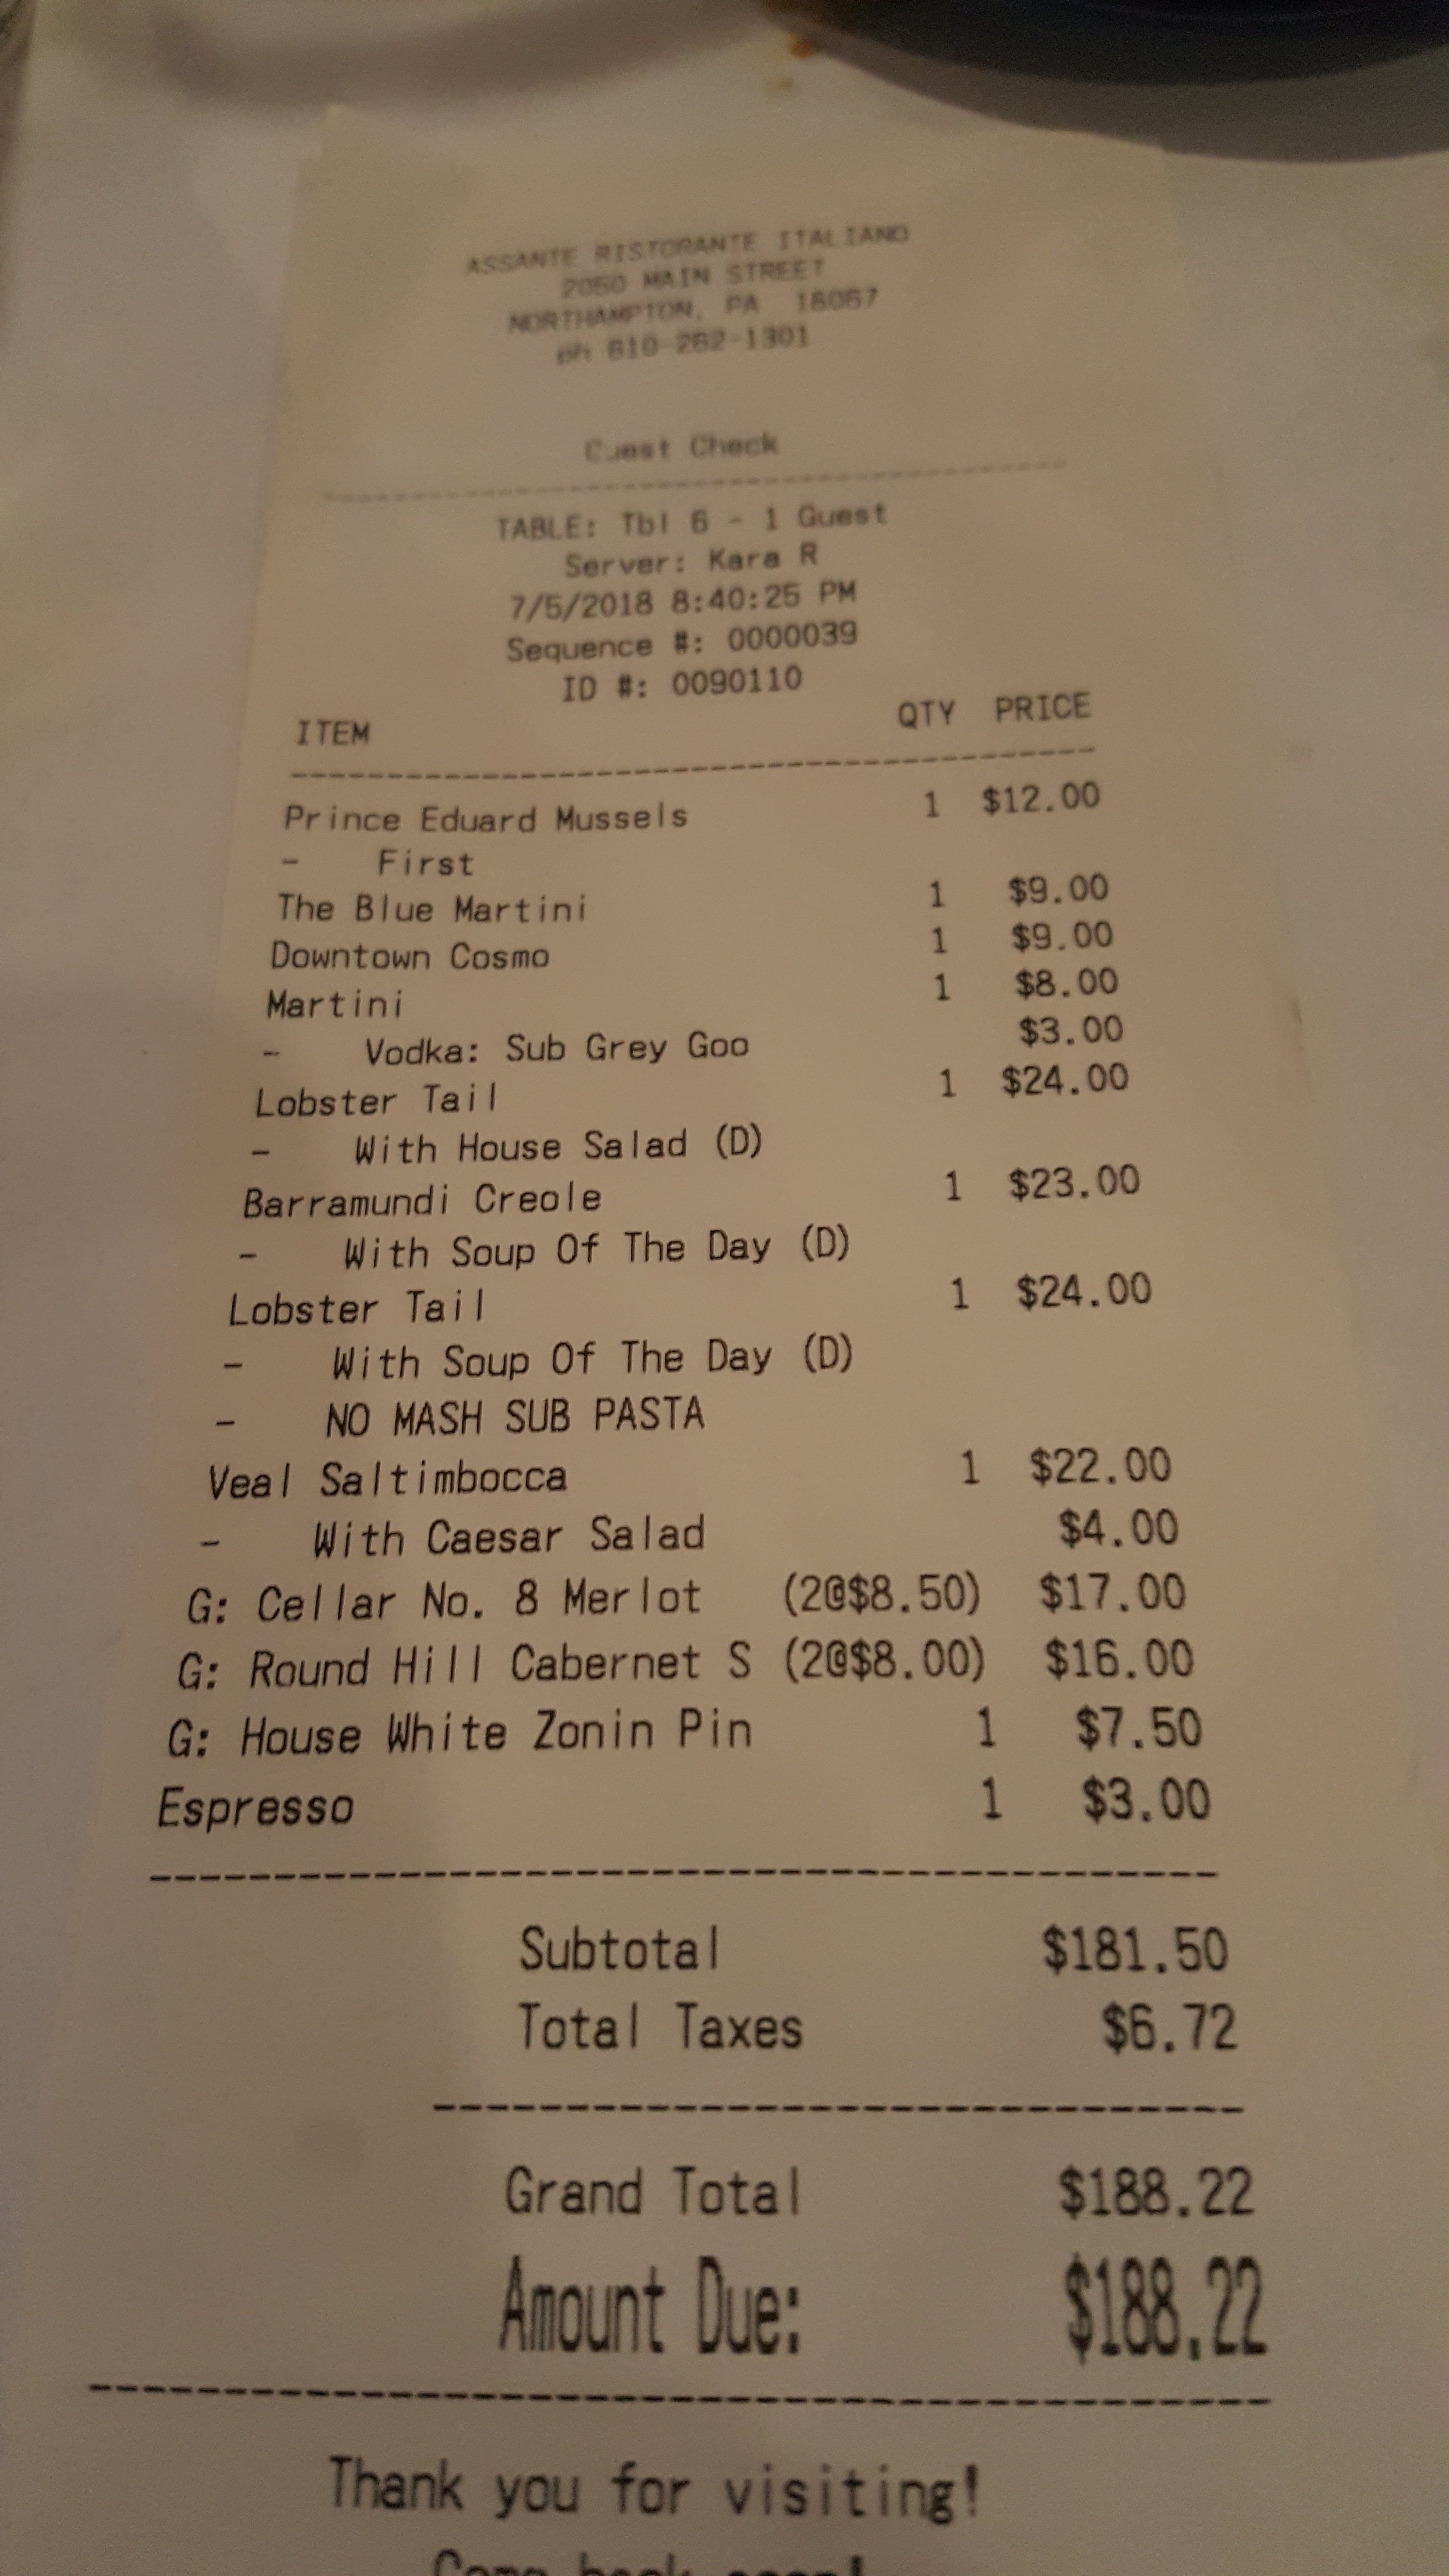 ASSANTE RISTORANTE ITALIANO
2050 MAIN STREET
NORTHAMPTON, PA 18067
ph 610-262-1301
Guest Check
TABLE: Tbl 6 - 1 Guest
Server: Kara R
7/5/2018 8:40:25 PM
Sequence #: 0000039
ID #: 0090110
ITEM QTY PRICE
Prince Eduard Mussels 1 $12.00
- First
The Blue Martini 1 $9.00
Downtown Cosmo 1 $9.00
Martini 1 $8.00
- Vodka: Sub Grey Goo $3.00
Lobster Tail 1 $24.00
- With House Salad (D)
Barramundi Creole 1 $23.00
- With Soup Of The Day (D)
Lobster Tail 1 $24.00
- With Soup Of The Day (D)
- NO MASH SUB PASTA
Veal Saltimbocca 1 $22.00
- With Caesar Salad $4.00
G: Cellar No. 8 Merlot (2@$8.50) $17.00
G: Round Hill Cabernet S (2@$8.00) $16.00
G: House White Zonin Pin 1 $7.50
Espresso 1 $3.00
Subtotal $181.50
Total Taxes $6.72
Grand Total $188.22
Amount Due: $188.22
Thank you for visiting!
Come back soon!